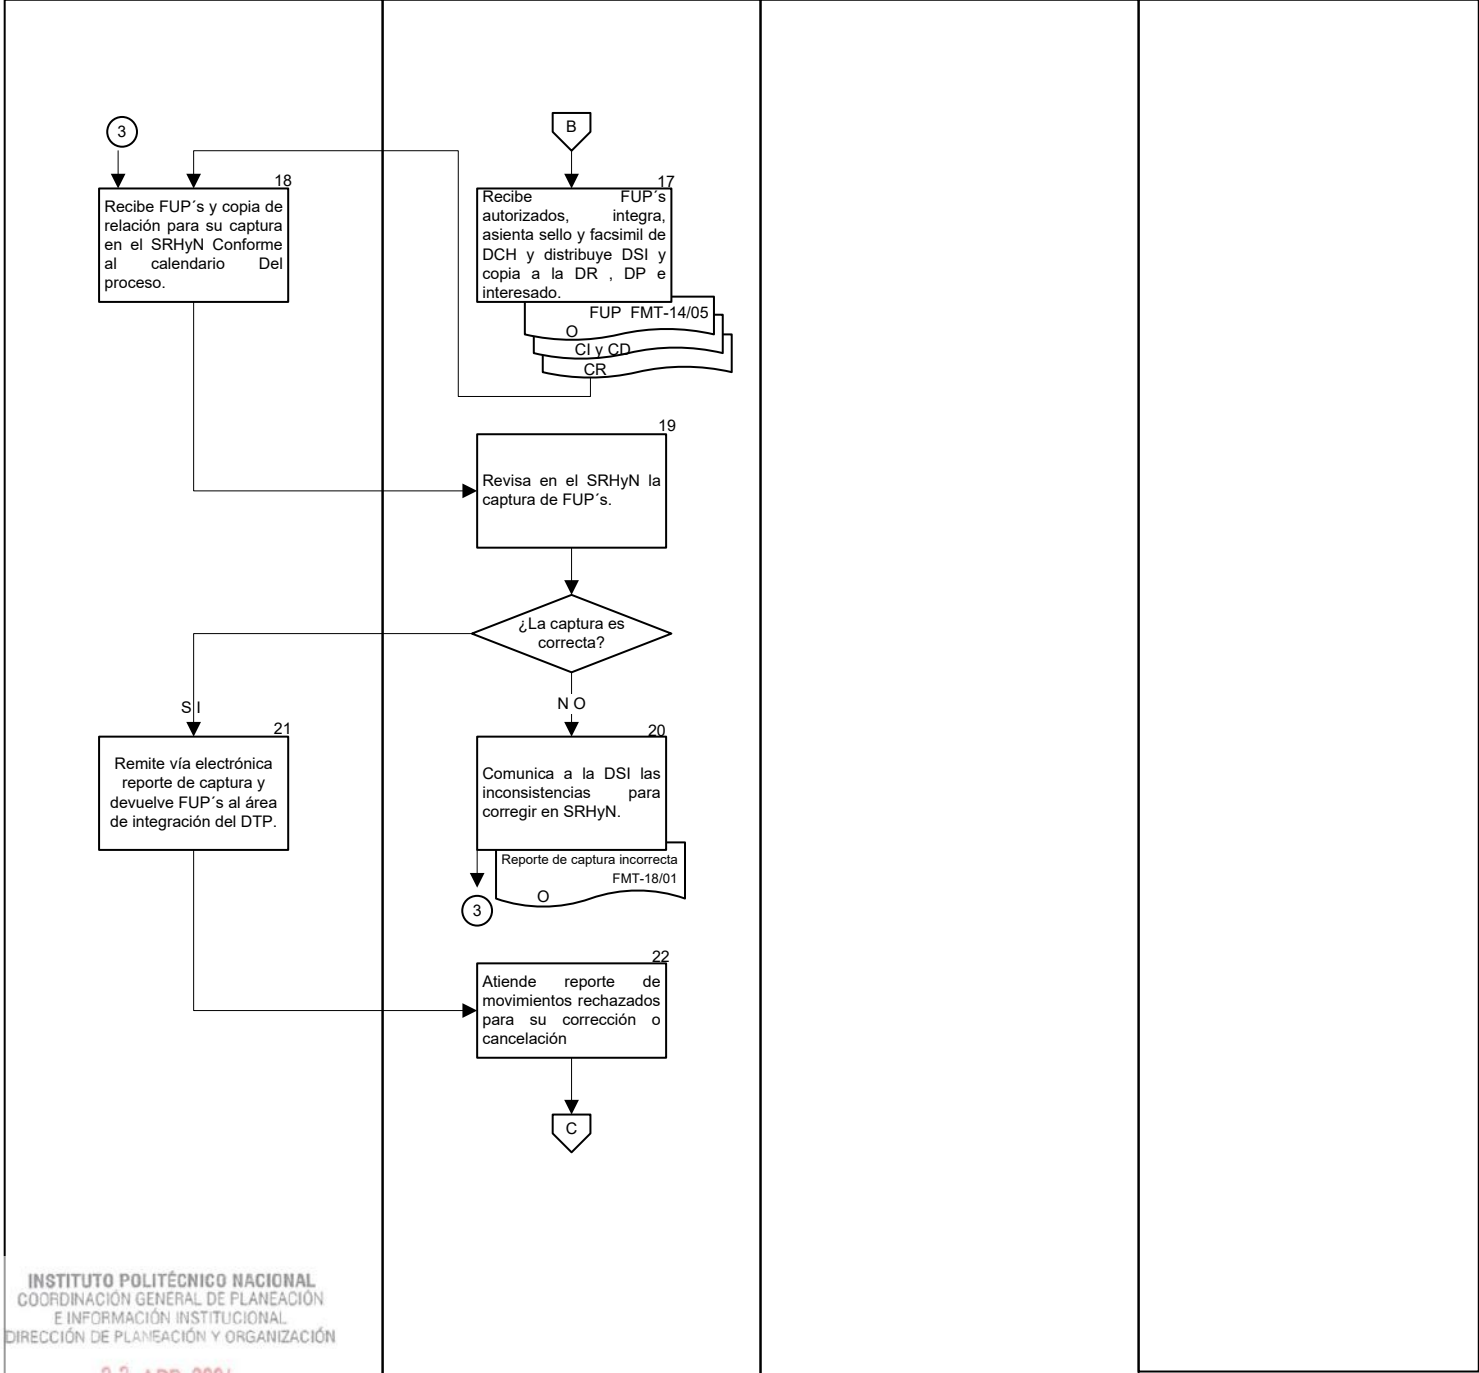 3
B
18
Recibe FUP´s y copia de
relación para su captura
en el SRHyN Conforme
al calendario Del
proceso.
17
Recibe FUP´s
autorizados, integra,
asienta sello y facsimil de
DCH y distribuye DSI y
copia a la DR , DP e
interesado.
FUP FMT-14/05
O
CI y CD
CR
19
Revisa en el SRHyN la
captura de FUP´s.
¿La captura es
correcta?
S I
N O
21
Remite vía electrónica
reporte de captura y
devuelve FUP´s al área
de integración del DTP.
20
Comunica a la DSI las
inconsistencias para
corregir en SRHyN.
Reporte de captura incorrecta
FMT-18/01
O
3
22
Atiende reporte de
movimientos rechazados
para su corrección o
cancelación
C
INSTITUTO POLITÉCNICO NACIONAL
COORDINACIÓN GENERAL DE PLANEACIÓN
E INFORMACIÓN INSTITUCIONAL
DIRECCIÓN DE PLANEACIÓN Y ORGANIZACIÓN